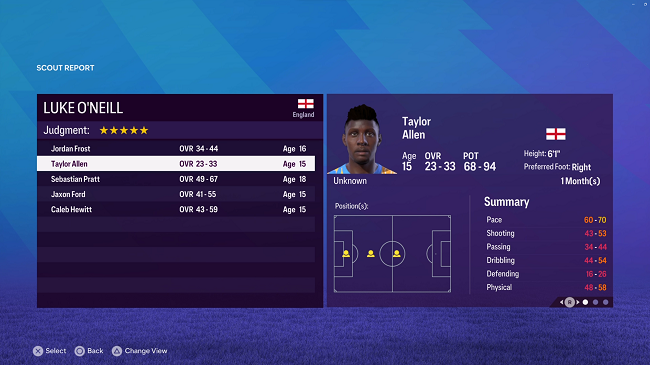 SCOUT REPORT
LUKE O'NEILL
England
Judgment:
Jordan Frost OVR 34 - 44 Age 16
Taylor Allen OVR 23 - 33 Age 15
Sebastian Pratt OVR 49 - 67 Age 18
Jaxon Ford OVR 41 - 55 Age 15
Caleb Hewitt OVR 43 - 59 Age 15
Taylor
Allen
Age OVR POT
15 23 - 33 68 - 94
Height: 6'1"
Preferred Foot: Right
Unknown
1 Month(s)
Position(s):
Summary
Pace 60 - 70
Shooting 43 - 53
Passing 34 - 44
Dribbling 44 - 54
Defending 16 - 26
Physical 48 - 58
R
Select Back Change View